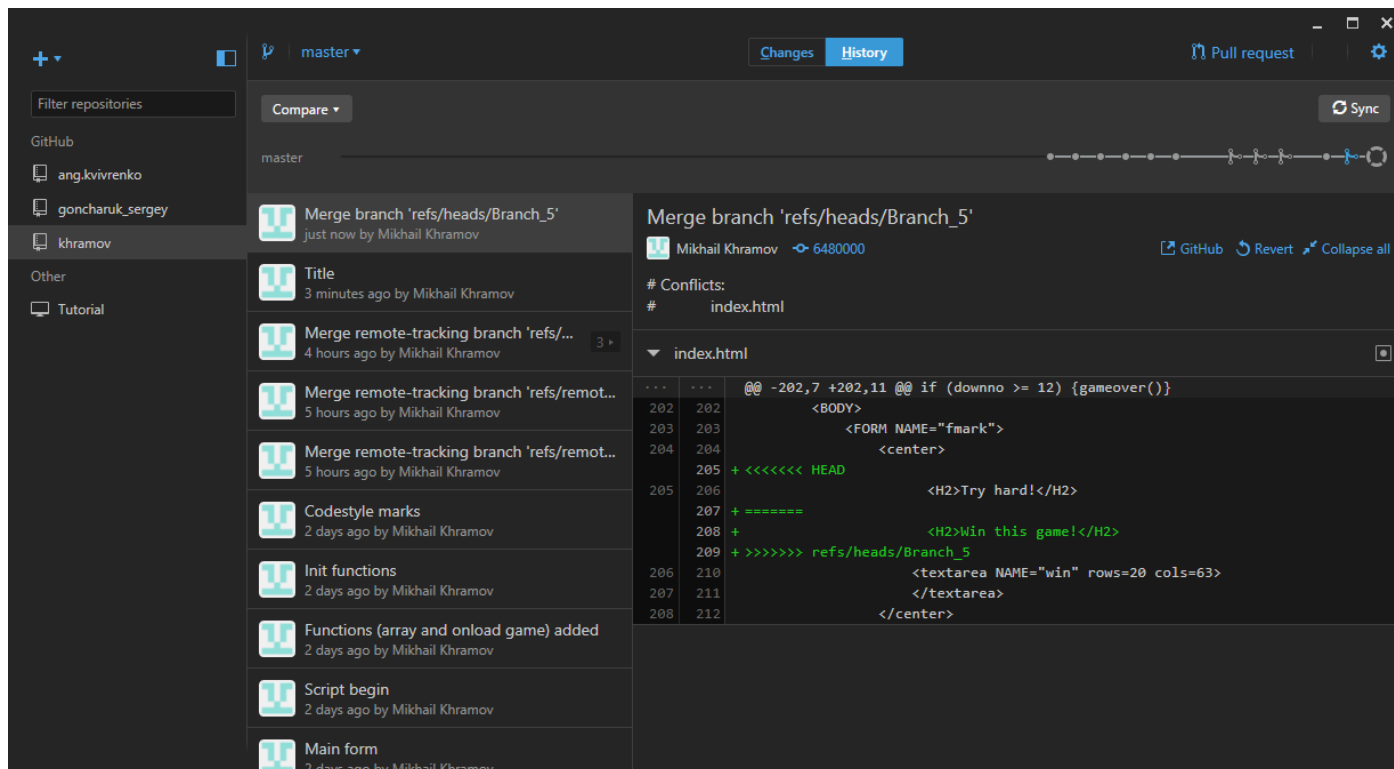 master
Changes
History
Pull request
Filter repositories
GitHub
ang.kvivrenko
goncharuk_sergey
khramov
Other
Tutorial
Compare
Sync
master
Merge branch 'refs/heads/Branch_5'
just now by Mikhail Khramov
Title
3 minutes ago by Mikhail Khramov
Merge remote-tracking branch 'refs/...
4 hours ago by Mikhail Khramov
3
Merge remote-tracking branch 'refs/remot...
5 hours ago by Mikhail Khramov
Merge remote-tracking branch 'refs/remot...
5 hours ago by Mikhail Khramov
Codestyle marks
2 days ago by Mikhail Khramov
Init functions
2 days ago by Mikhail Khramov
Functions (array and onload game) added
2 days ago by Mikhail Khramov
Script begin
2 days ago by Mikhail Khramov
Main form
2 days ago by Mikhail Khramov
Merge branch 'refs/heads/Branch_5'
Mikhail Khramov 6480000
GitHub Revert Collapse all
# Conflicts:
# index.html
index.html
... ... @@ -202,7 +202,11 @@ if (downno >= 12) {gameover()}
202 202 <BODY>
203 203 <FORM NAME="fmark">
204 204 <center>
205 + <<<<<<< HEAD
205 206 <H2>Try hard!</H2>
207 + =======
208 + <H2>Win this game!</H2>
209 + >>>>>>> refs/heads/Branch_5
206 210 <textarea NAME="win" rows=20 cols=63>
207 211 </textarea>
208 212 </center>